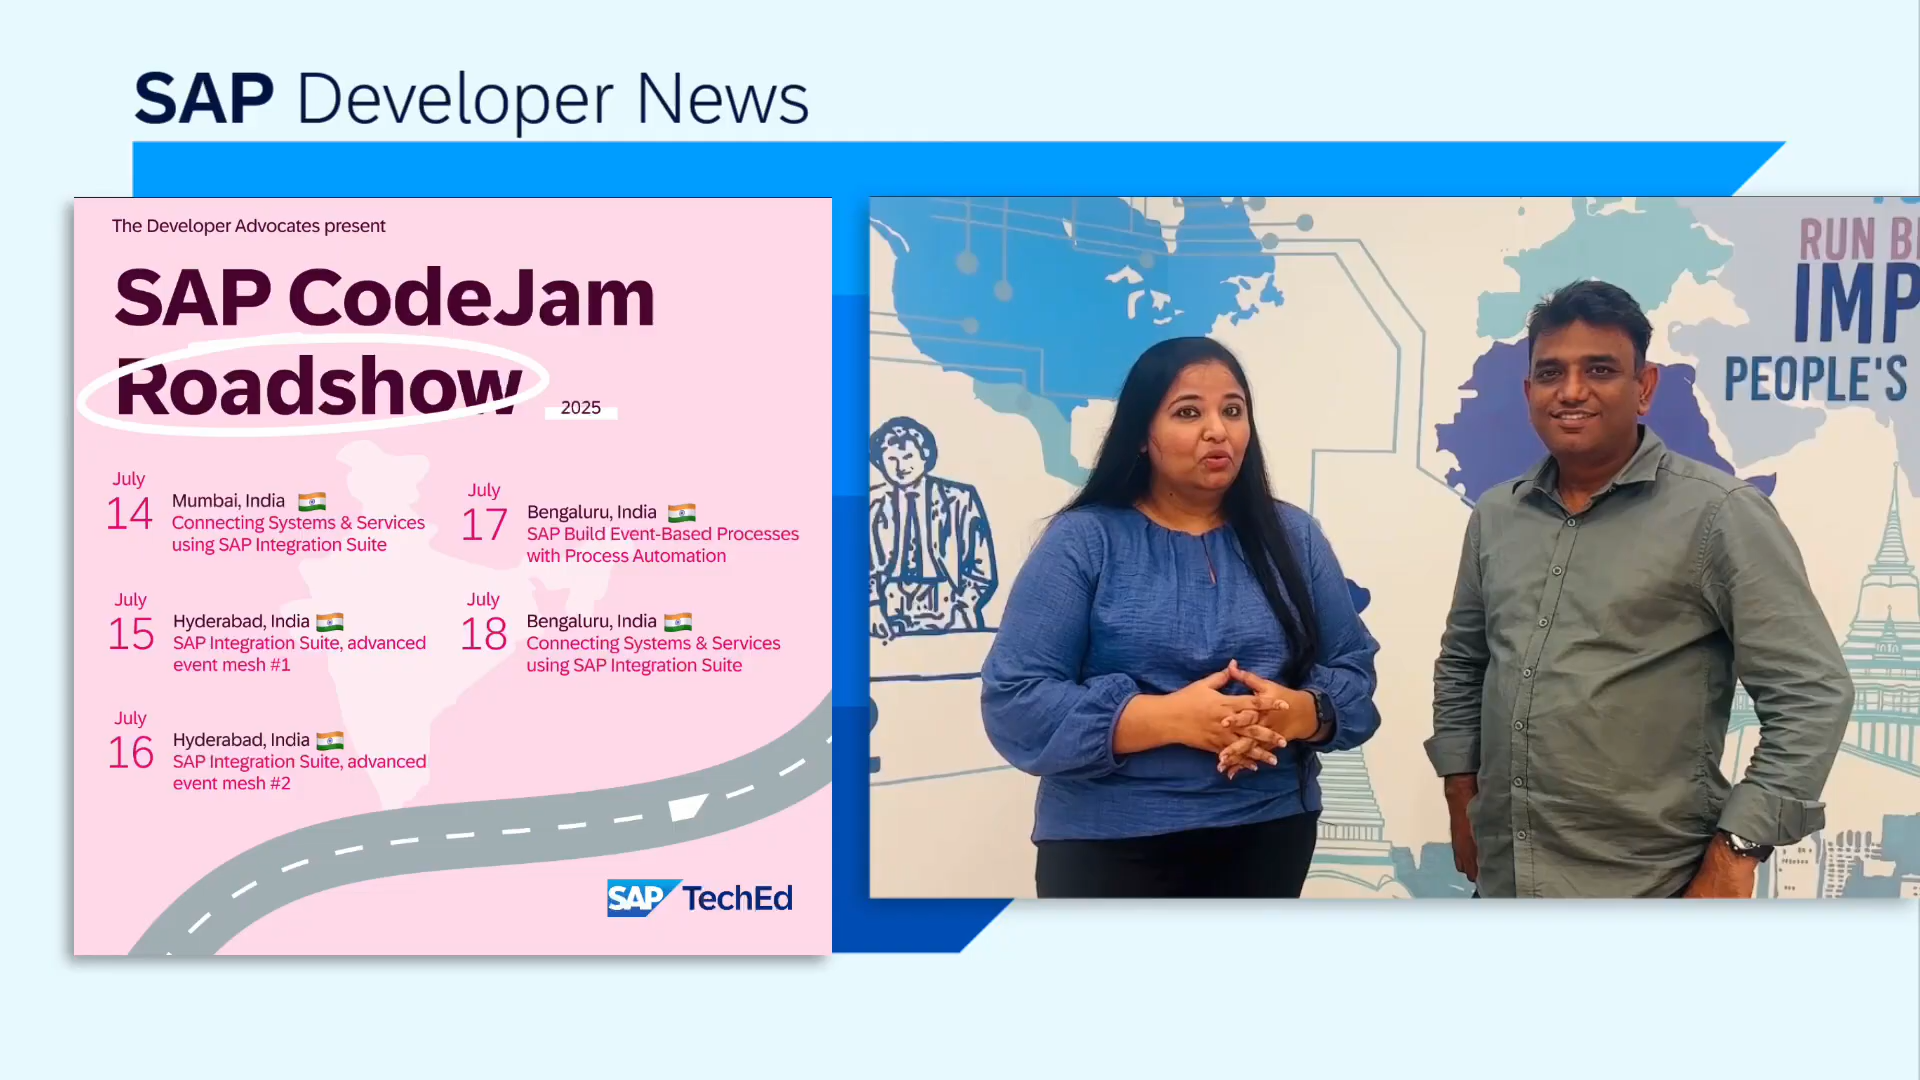 SAP Developer News
The Developer Advocates present
SAP CodeJam
Roadshow
2025
July
14
Mumbai, India
Connecting Systems & Services
using SAP Integration Suite
July
15
Hyderabad, India
SAP Integration Suite, advanced
event mesh #1
July
16
Hyderabad, India
SAP Integration Suite, advanced
event mesh #2
July
17
Bengaluru, India
SAP Build Event-Based Processes
with Process Automation
July
18
Bengaluru, India
Connecting Systems & Services
using SAP Integration Suite
SAP TechEd
RUN
IMP
PEOPLE'S